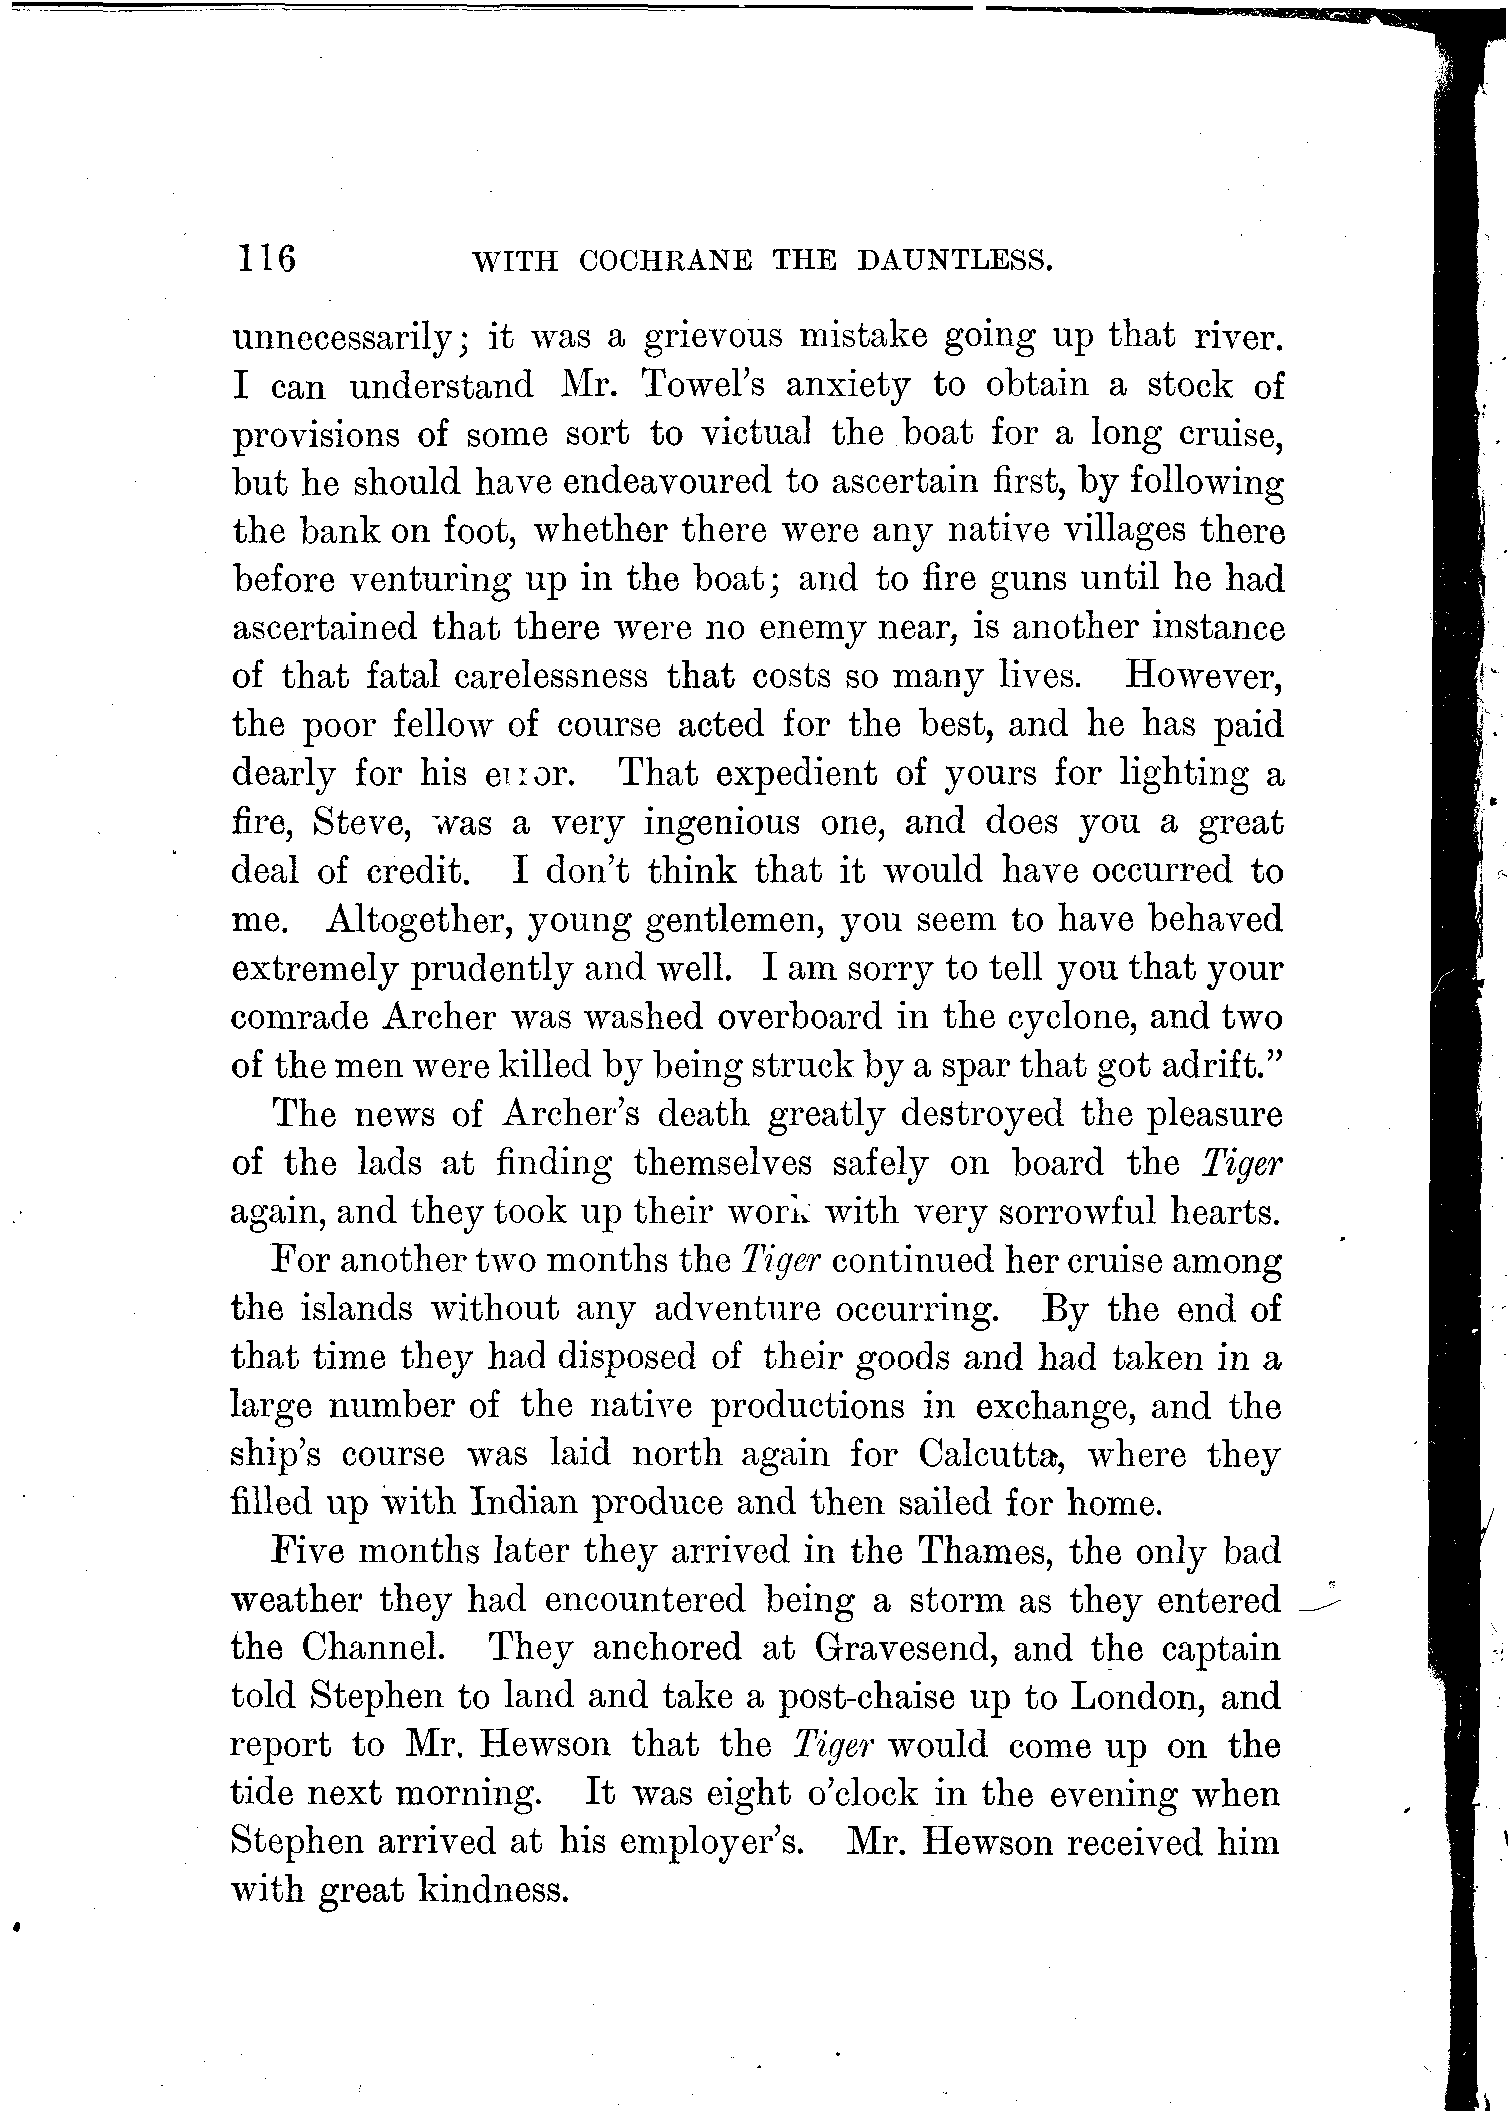 116 WITH COCHRANE THE DAUNTLESS.
unnecessarily; it was a grievous mistake going up that river.
I can understand Mr. Towel's anxiety to obtain a stock of
provisions of some sort to victual the boat for a long cruise,
but he should have endeavoured to ascertain first, by following
the bank on foot, whether there were any native villages there
before venturing up in the boat; and to fire guns until he had
ascertained that there were no enemy near, is another instance
of that fatal carelessness that costs so many lives. However,
the poor fellow of course acted for the best, and he has paid
dearly for his error. That expedient of yours for lighting a
fire, Steve, was a very ingenious one, and does you a great
deal of credit. I don't think that it would have occurred to
me. Altogether, young gentlemen, you seem to have behaved
extremely prudently and well. I am sorry to tell you that your
comrade Archer was washed overboard in the cyclone, and two
of the men were killed by being struck by a spar that got adrift.”
The news of Archer's death greatly destroyed the pleasure
of the lads at finding themselves safely on board the Tiger
again, and they took up their work with very sorrowful hearts.
For another two months the Tiger continued her cruise among
the islands without any adventure occurring. By the end of
that time they had disposed of their goods and had taken in a
large number of the native productions in exchange, and the
ship's course was laid north again for Calcutta, where they
filled up with Indian produce and then sailed for home.
Five months later they arrived in the Thames, the only bad
weather they had encountered being a storm as they entered
the Channel. They anchored at Gravesend, and the captain
told Stephen to land and take a post-chaise up to London, and
report to Mr. Hewson that the Tiger would come up on the
tide next morning. It was eight o'clock in the evening when
Stephen arrived at his employer's. Mr. Hewson received him
with great kindness.